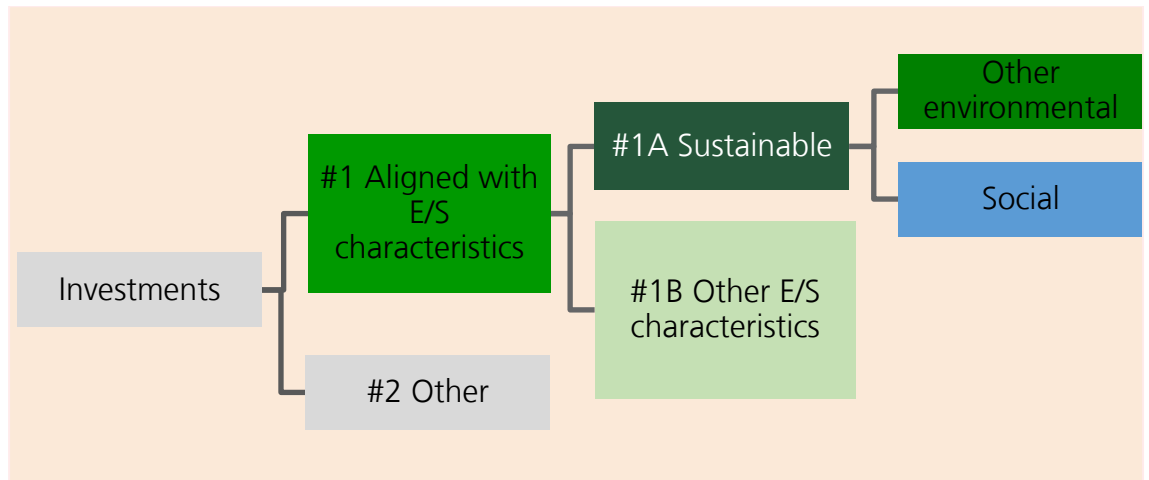 Investments
#1 Aligned with
E/S
characteristics
#2 Other
#1A Sustainable
#1B Other E/S
characteristics
Other
environmental
Social